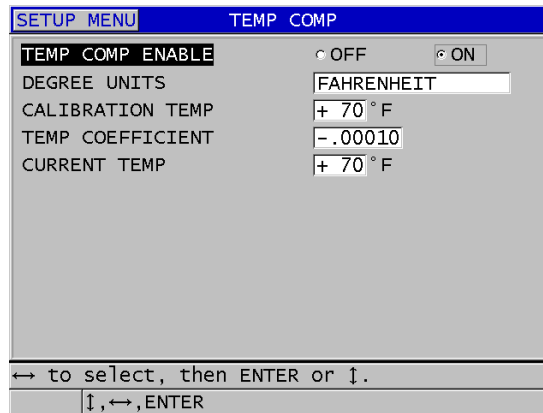 SETUP MENU TEMP COMP
TEMP COMP ENABLE OFF ON
DEGREE UNITS FAHRENHEIT
CALIBRATION TEMP + 70 °F
TEMP COEFFICIENT -.00010
CURRENT TEMP + 70 °F
↔ to select, then ENTER or ↕.
↕,↔,ENTER